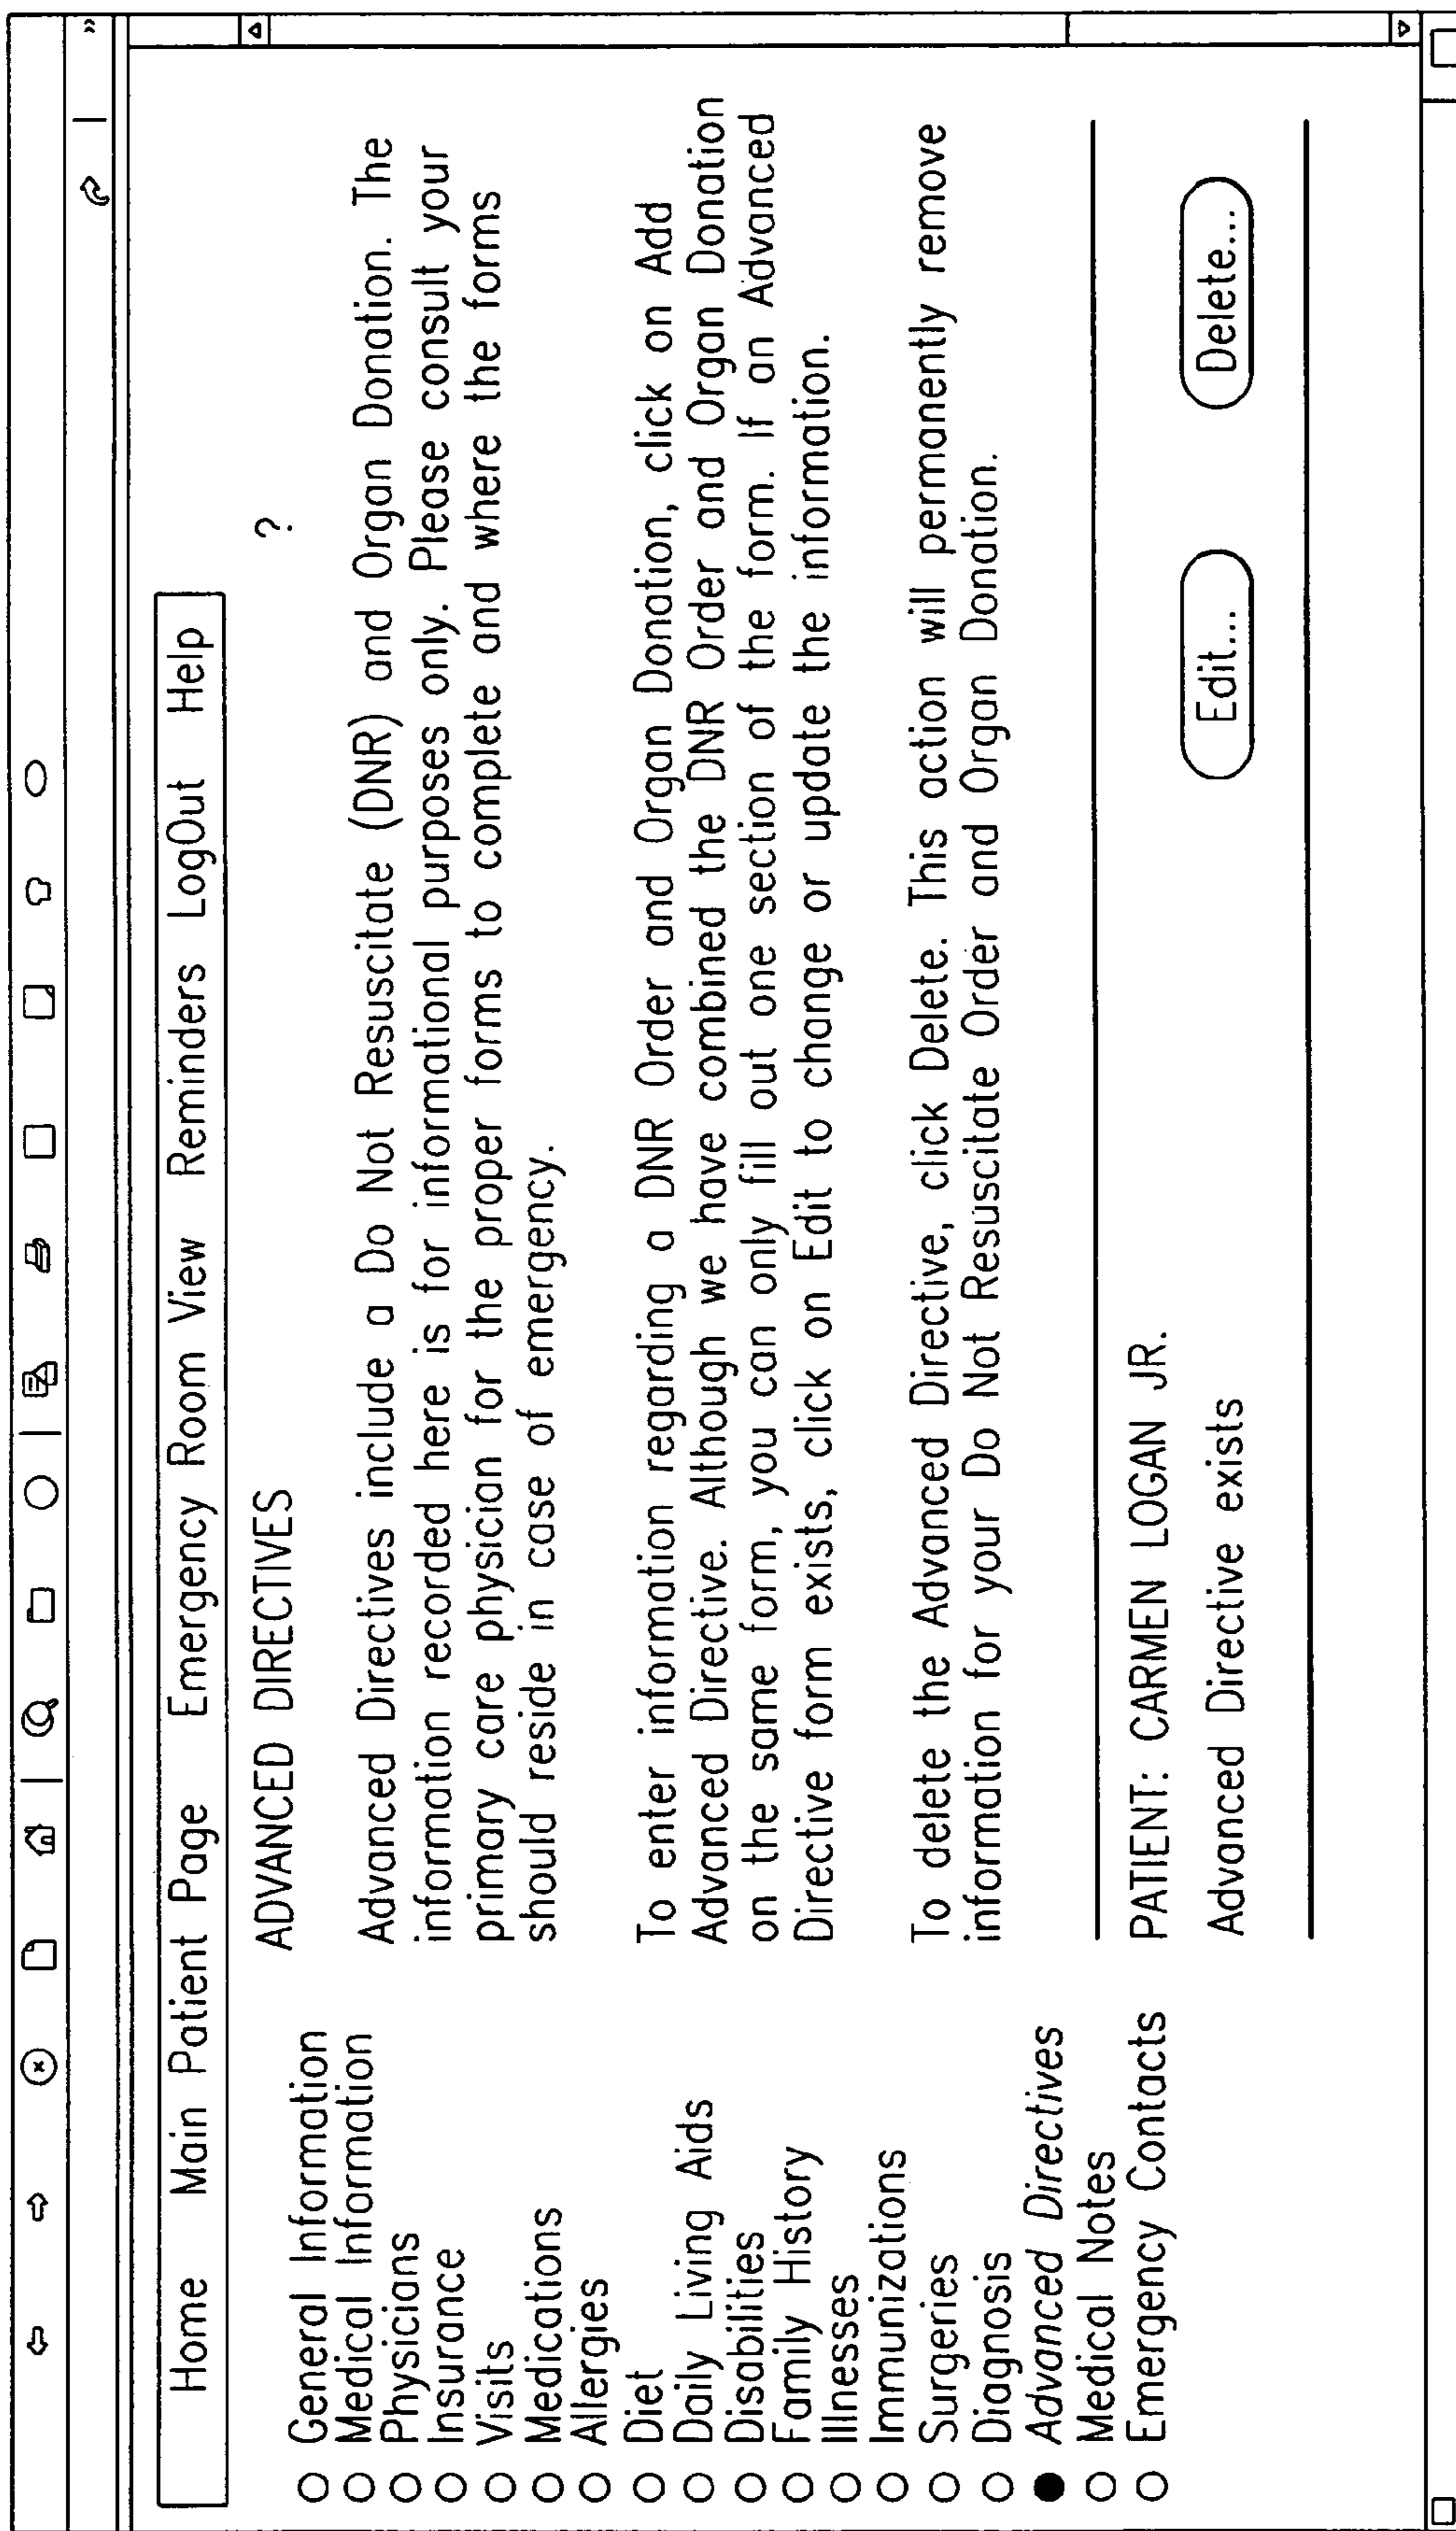 Home Main Patient Page Emergency Room View Reminders LogOut Help
General Information
Medical Information
Physicians
Insurance
Visits
Medications
Allergies
Diet
Daily Living Aids
Disabilities
Family History
Illnesses
Immunizations
Surgeries
Diagnosis
Advanced Directives
Medical Notes
Emergency Contacts
ADVANCED DIRECTIVES ?
Advanced Directives include a Do Not Resuscitate (DNR) and Organ Donation. The
information recorded here is for informational purposes only. Please consult your
primary care physician for the proper forms to complete and where the forms
should reside in case of emergency.
To enter information regarding a DNR Order and Organ Donation, click on Add
Advanced Directive. Although we have combined the DNR Order and Organ Donation
on the same form, you can only fill out one section of the form. If an Advanced
Directive form exists, click on Edit to change or update the information.
To delete the Advanced Directive, click Delete. This action will permanently remove
information for your Do Not Resuscitate Order and Organ Donation.
PATIENT: CARMEN LOGAN JR.
Advanced Directive exists Edit... Delete...